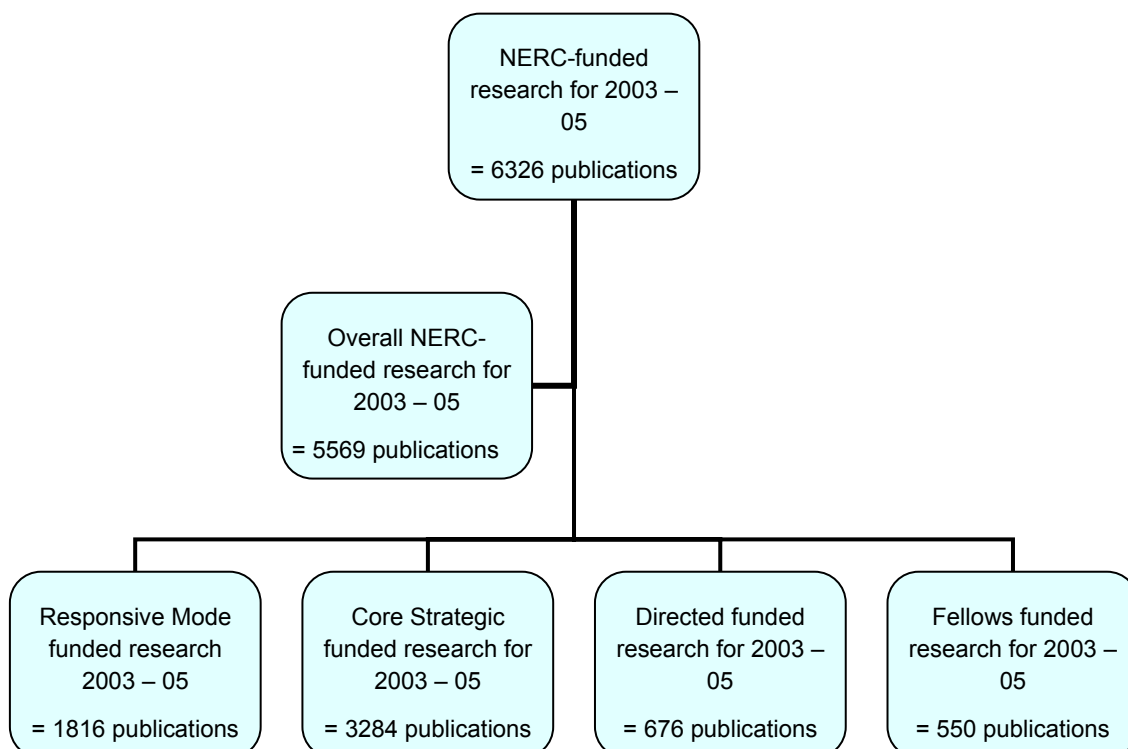 NERC-funded
research for 2003 –
05
= 6326 publications
Overall NERC-
funded research for
2003 – 05
= 5569 publications
Responsive Mode
funded research
2003 – 05
= 1816 publications
Core Strategic
funded research for
2003 – 05
= 3284 publications
Directed funded
research for 2003 –
05
= 676 publications
Fellows funded
research for 2003 –
05
= 550 publications